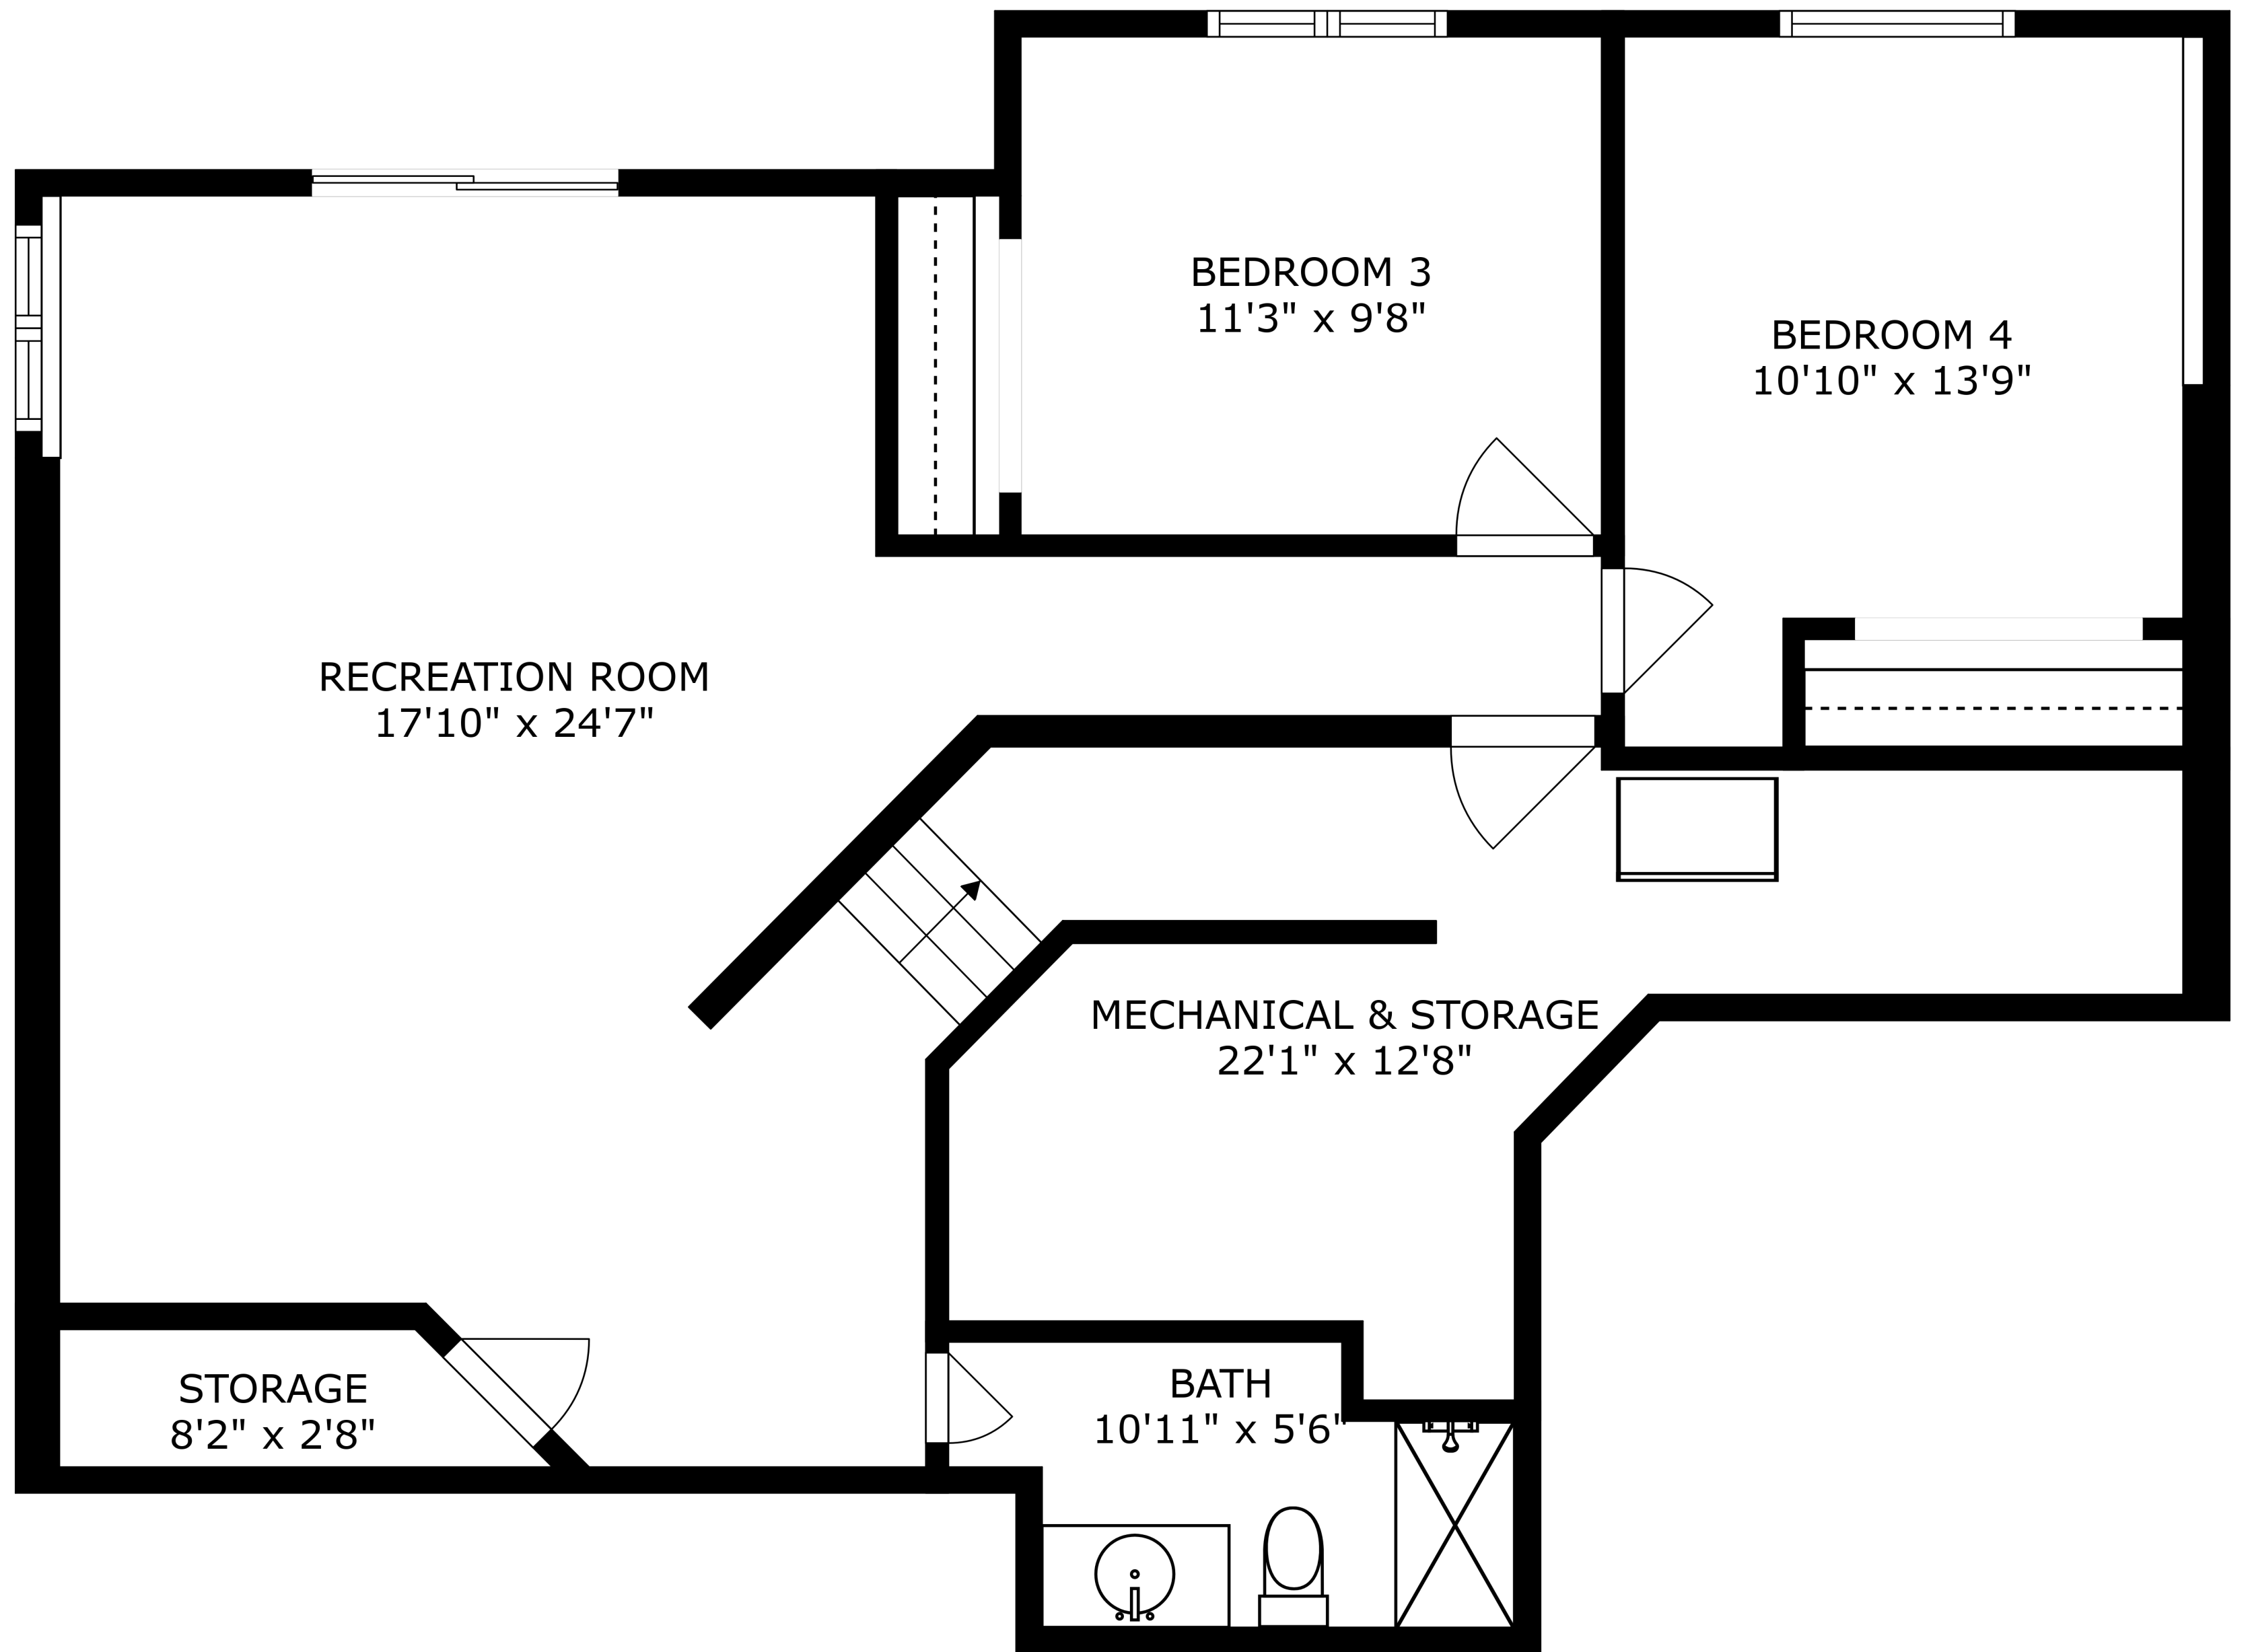 BEDROOM 3
11'3" x 9'8"
BEDROOM 4
10'10" x 13'9"
RECREATION ROOM
17'10" x 24'7"
MECHANICAL & STORAGE
22'1" x 12'8"
STORAGE
8'2" x 2'8"
BATH
10'11" x 5'6"